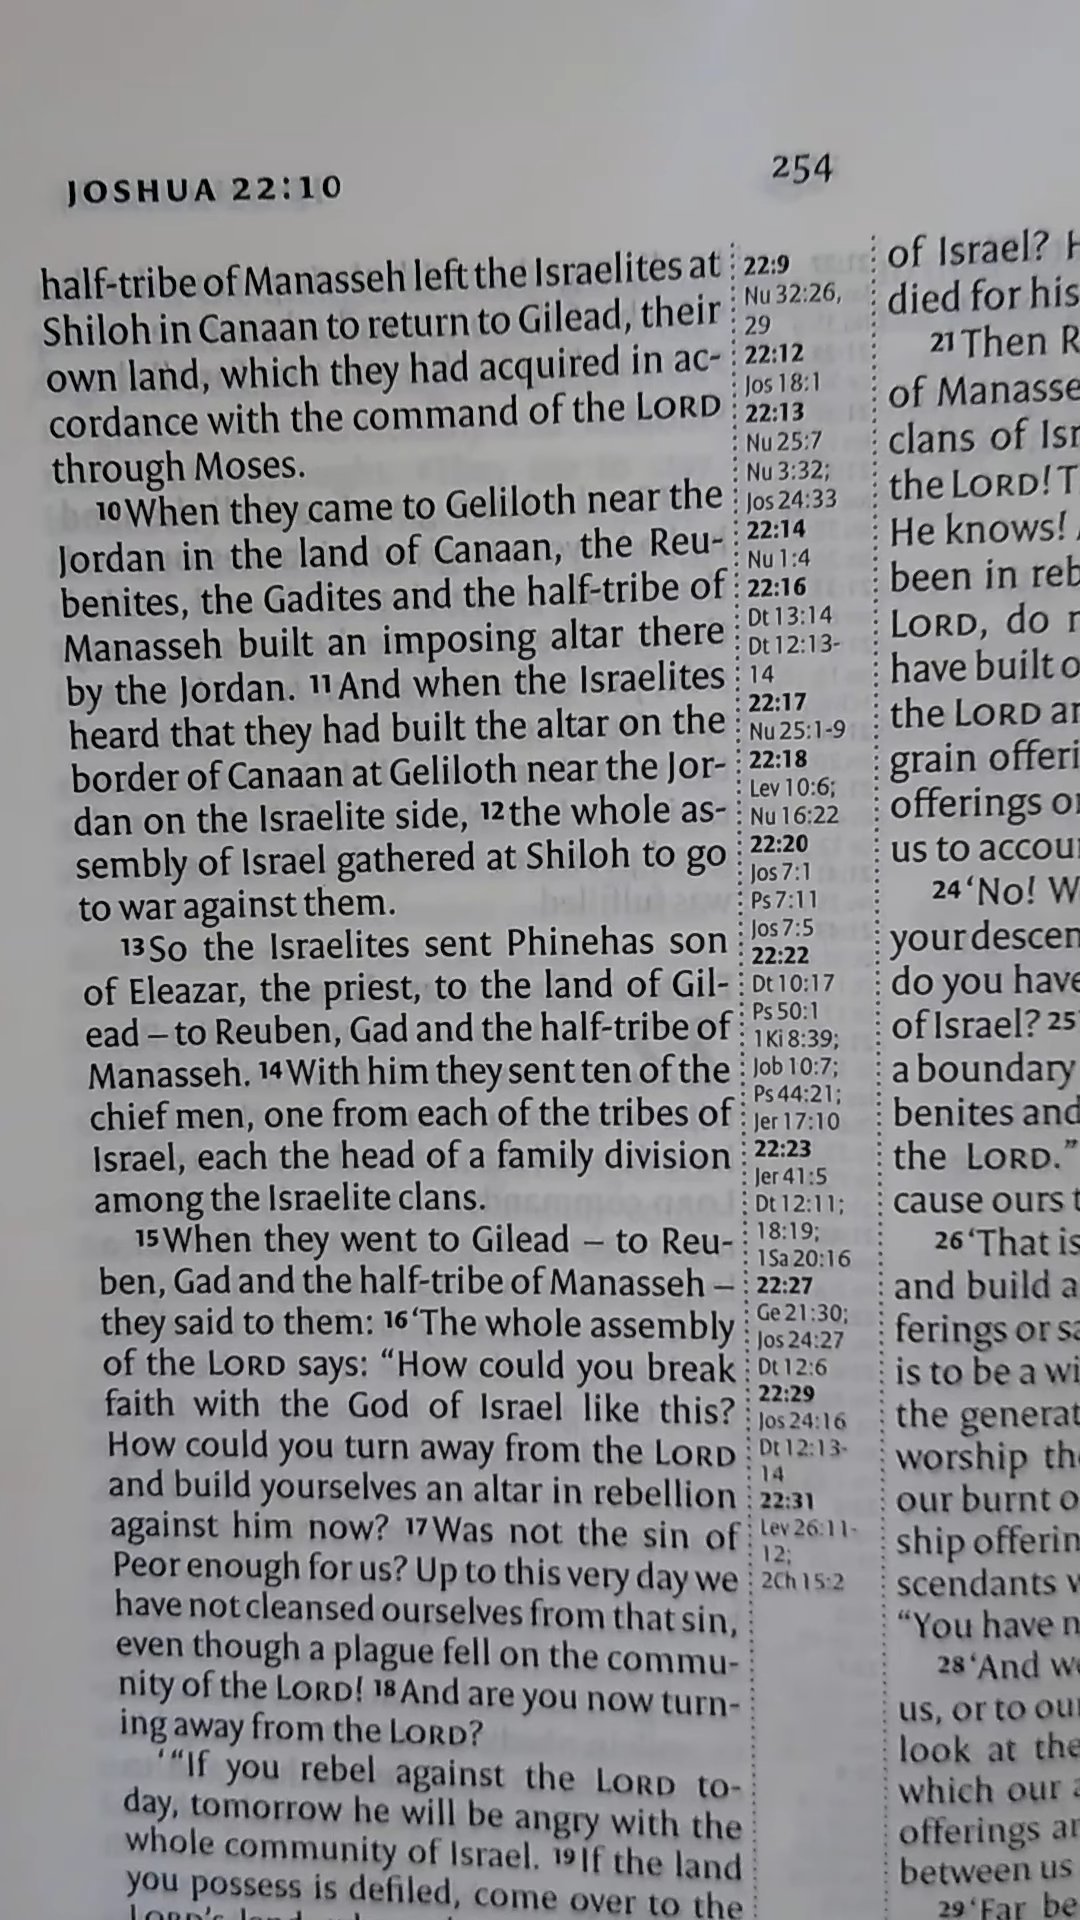 JOSHUA 22:10
254
half-tribe of Manasseh left the Israelites at
Shiloh in Canaan to return to Gilead, their
own land, which they had acquired in ac-
cordance with the command of the LORD
through Moses.
10 When they came to Geliloth near the
Jordan in the land of Canaan, the Reu-
benites, the Gadites and the half-tribe of
Manasseh built an imposing altar there
by the Jordan. 11 And when the Israelites
heard that they had built the altar on the
border of Canaan at Geliloth near the Jor-
dan on the Israelite side, 12 the whole as-
sembly of Israel gathered at Shiloh to go
to war against them.
13 So the Israelites sent Phinehas son
of Eleazar, the priest, to the land of Gil-
ead – to Reuben, Gad and the half-tribe of
Manasseh. 14 With him they sent ten of the
chief men, one from each of the tribes of
Israel, each the head of a family division
among the Israelite clans.
15 When they went to Gilead – to Reu-
ben, Gad and the half-tribe of Manasseh –
they said to them: 16 ‘The whole assembly
of the LORD says: “How could you break
faith with the God of Israel like this?
How could you turn away from the LORD
and build yourselves an altar in rebellion
against him now? 17 Was not the sin of
Peor enough for us? Up to this very day we
have not cleansed ourselves from that sin,
even though a plague fell on the commu-
nity of the LORD! 18 And are you now turn-
ing away from the LORD?
‘“If you rebel against the LORD to-
day, tomorrow he will be angry with the
whole community of Israel. 19 If the land
you possess is defiled, come over to the
LORD's land
22:9
Nu 32:26,
29
22:12
Jos 18:1
22:13
Nu 25:7
Nu 3:32;
Jos 24:33
22:14
Nu 1:4
22:16
Dt 13:14
Dt 12:13-
14
22:17
Nu 25:1-9
22:18
Lev 10:6;
Nu 16:22
22:20
Jos 7:1
Ps 7:11
Jos 7:5
22:22
Dt 10:17
Ps 50:1
1Ki 8:39;
Job 10:7;
Ps 44:21;
Jer 17:10
22:23
Jer 41:5
Dt 12:11;
18:19;
1Sa 20:16
22:27
Ge 21:30;
Jos 24:27
Dt 12:6
22:29
Jos 24:16
Dt 12:13-
14
22:31
Lev 26:11-
12;
2Ch 15:2
of Israel?
died for his
21 Then
of Manasse
clans of
the LORD!
He knows!
been in reb
LORD, do
have built
the LORD
grain offeri
offerings
us to accou
24 ‘No!
your descen
do you have
of Israel? 25
a boundary
benites and
the LORD.”
cause ours
26 ‘That is
and build a
ferings or
is to be a
the generat
worship
our burnt
ship offerin
scendants
“You have
28 ‘And
us, or to our
look at the
which our
offerings
between us
29 ‘Far be